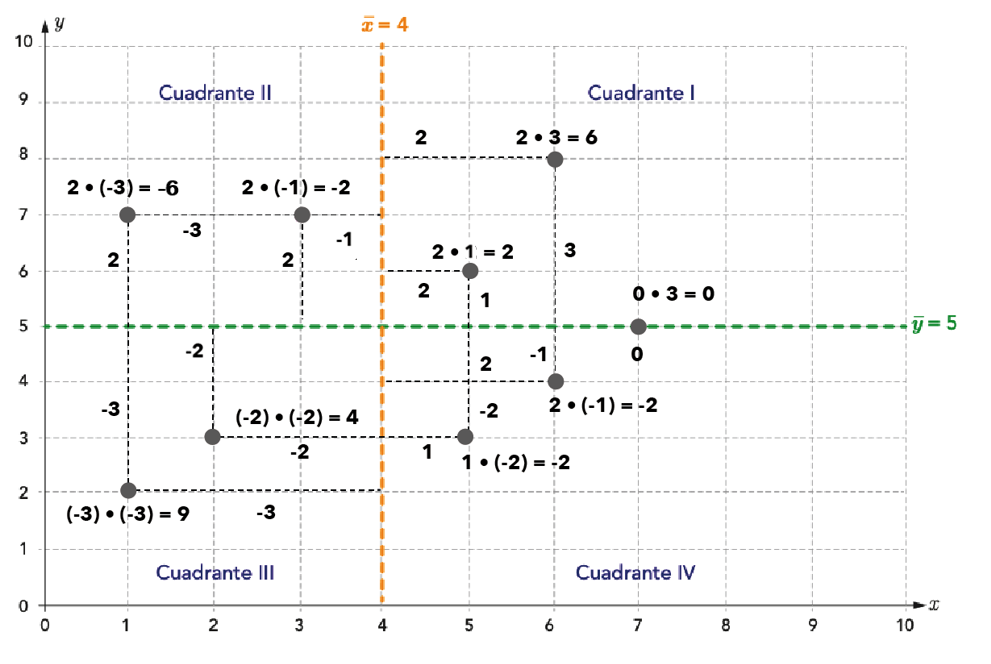 y
x̄ = 4
10
Cuadrante II
Cuadrante I
9
2
2 • 3 = 6
8
2 • (-3) = -6
2 • (-1) = -2
7
-3
-1
3
2
2
2 • 1 = 2
6
2
1
0 • 3 = 0
5
ȳ = 5
-2
2
-1
0
4
-3
(-2) • (-2) = 4
-2
2 • (-1) = -2
3
-2
1
1 • (-2) = -2
2
(-3) • (-3) = 9
-3
1
Cuadrante III
Cuadrante IV
0
x
0 1 2 3 4 5 6 7 8 9 10